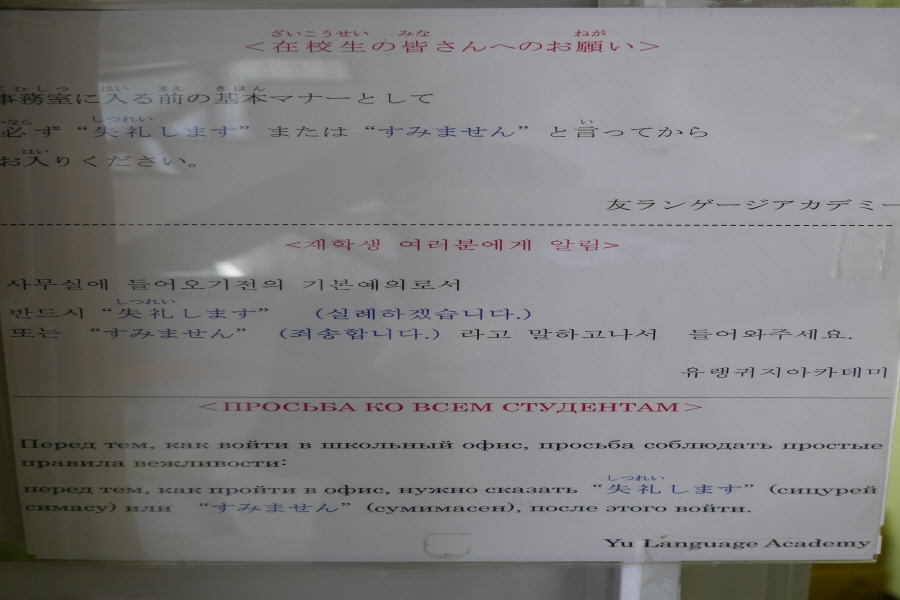 ＜在校生の皆さんへのお願い＞
事務室に入る前の基本マナーとして
必ず“失礼します”または“すみません”と言ってから
お入りください。
友ランゲージアカデミー
<재학생 여러분에게 알림>
사무실에 들어오기전의 기본예의로서
반드시 “失礼します” (실례하겠습니다.)
또는 “すみません” (죄송합니다.) 라고 말하고나서 들어와주세요.
유랭귀지아카데미
<ПРОСЬБА КО ВСЕМ СТУДЕНТАМ>
Перед тем, как войти в школьный офис, просьба соблюдать простые
правила вежливости:
перед тем, как пройти в офис, нужно сказать “失礼します” (сицурей
симасу) или “すみません” (сумимасен), после этого войти.
Yu Language Academy